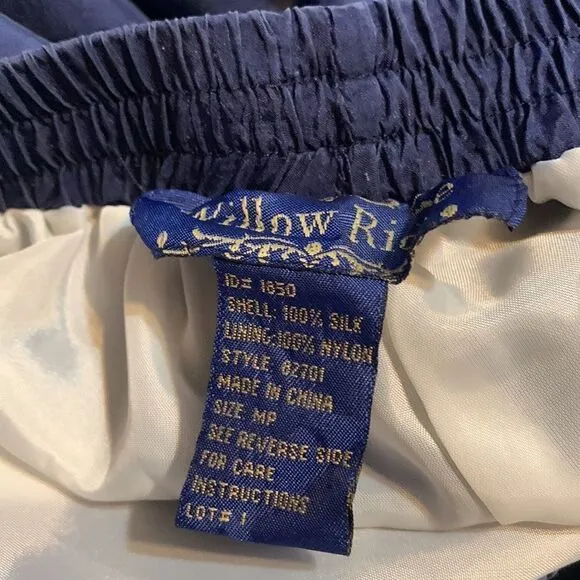 Willow Ri
ID# 1850
SHELL: 100% SILK
LINING:100% NYLON
STYLE: 82701
MADE IN CHINA
SIZE: MP
SEE REVERSE SIDE
FOR CARE
INSTRUCTIONS
LOT# 1